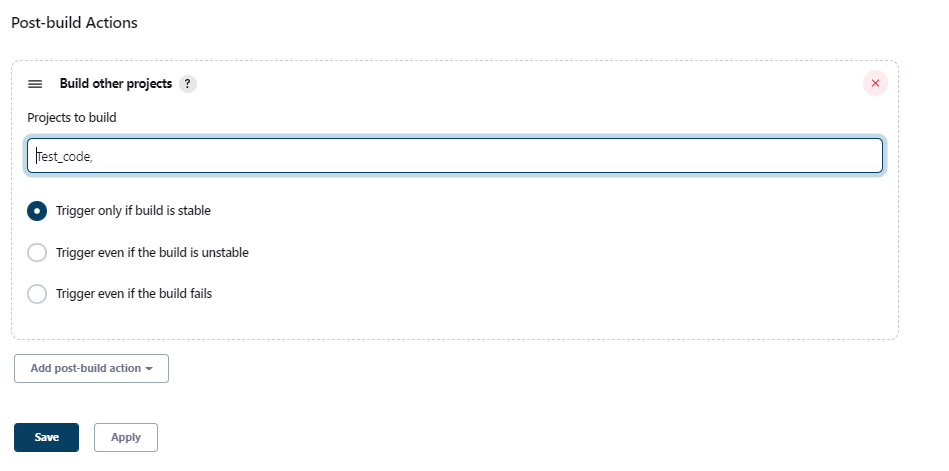 Post-build Actions
Build other projects ?
Projects to build
Test_code,
Trigger only if build is stable
Trigger even if the build is unstable
Trigger even if the build fails
Add post-build action
Save Apply